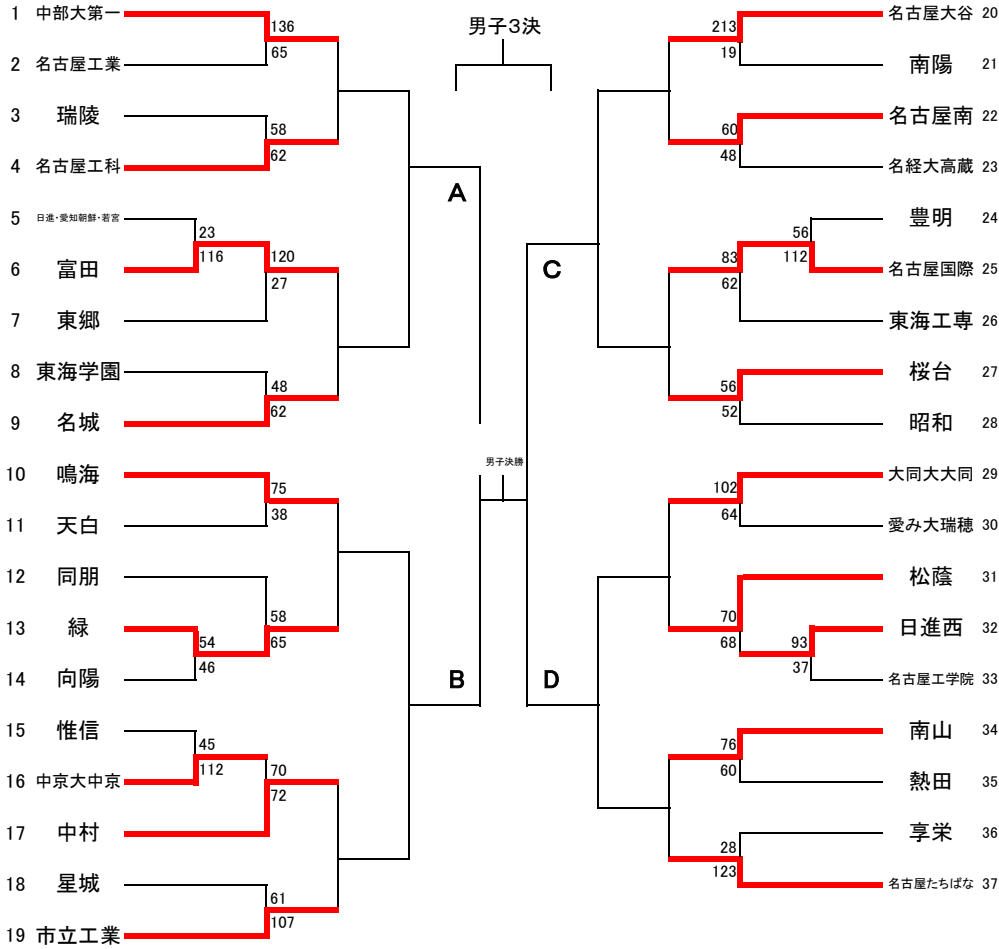 男子3決
1 中部大第一
136
65
2 名古屋工業
3 瑞陵
58
62
4 名古屋工科
A
5 日進・愛知朝鮮・若宮
23
116
6 富田
120
27
7 東郷
8 東海学園
48
62
9 名城
10 鳴海
75
38
11 天白
12 同朋
58
65
13 緑
54
46
14 向陽
B
15 惟信
45
112
16 中京大中京
70
72
17 中村
18 星城
61
107
19 市立工業
男子決勝
名古屋大谷 20
213
19
南陽 21
名古屋南 22
60
48
名経大高蔵 23
C
豊明 24
56
112
名古屋国際 25
83
62
東海工専 26
桜台 27
56
52
昭和 28
大同大大同 29
102
64
愛み大瑞穂 30
松蔭 31
70
68
日進西 32
93
37
名古屋工学院 33
D
南山 34
76
60
熱田 35
享栄 36
28
123
名古屋たちばな 37